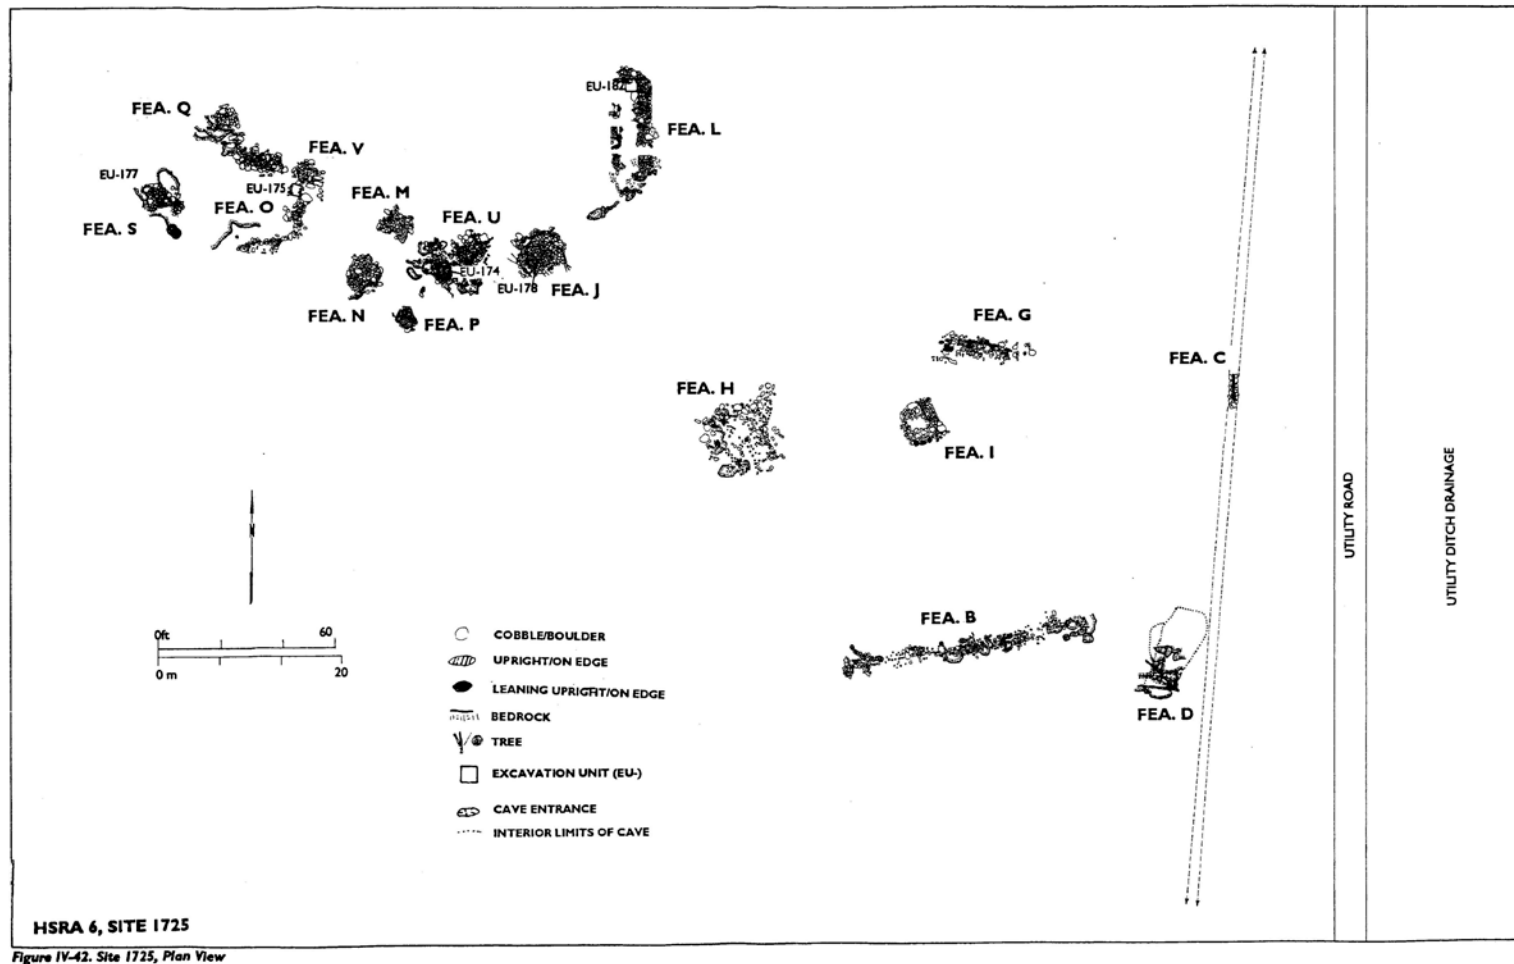 EU-182
FEA. Q
FEA. L
FEA. V
EU-177
EU-175
FEA. M
FEA. O
FEA. U
FEA. S
EU-174
EU-178
FEA. J
FEA. N
FEA. P
FEA. G
FEA. C
FEA. H
FEA. I
UTILITY ROAD
UTILITY DITCH DRAINAGE
N
0ft 60
0 m 20
FEA. B
FEA. D
COBBLE/BOULDER
UPRIGHT/ON EDGE
LEANING UPRIGHT/ON EDGE
BEDROCK
TREE
EXCAVATION UNIT (EU-)
CAVE ENTRANCE
INTERIOR LIMITS OF CAVE
HSRA 6, SITE 1725
Figure IV-42. Site 1725, Plan View